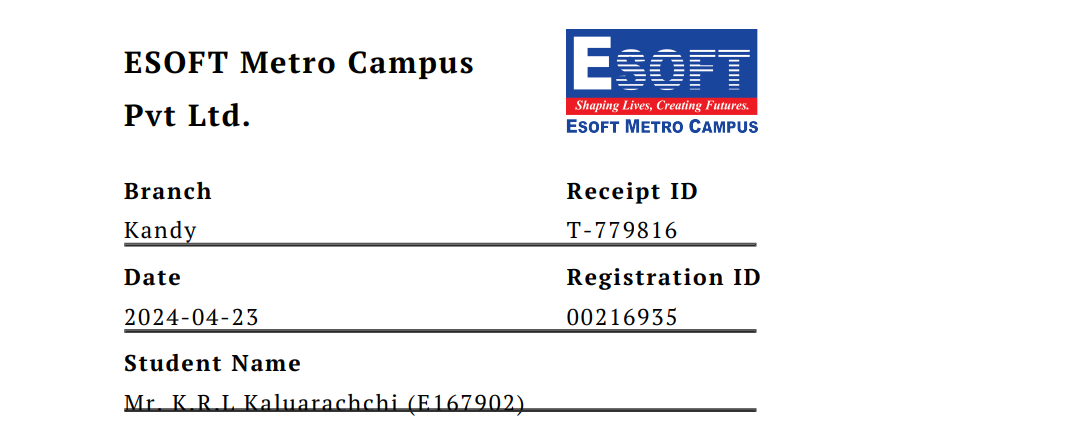 ESOFT Metro Campus
Pvt Ltd.
ESOFT
Shaping Lives, Creating Futures.
ESOFT METRO CAMPUS
Branch Receipt ID
Kandy T-779816
Date Registration ID
2024-04-23 00216935
Student Name
Mr. K.R.L Kaluarachchi (E167902)